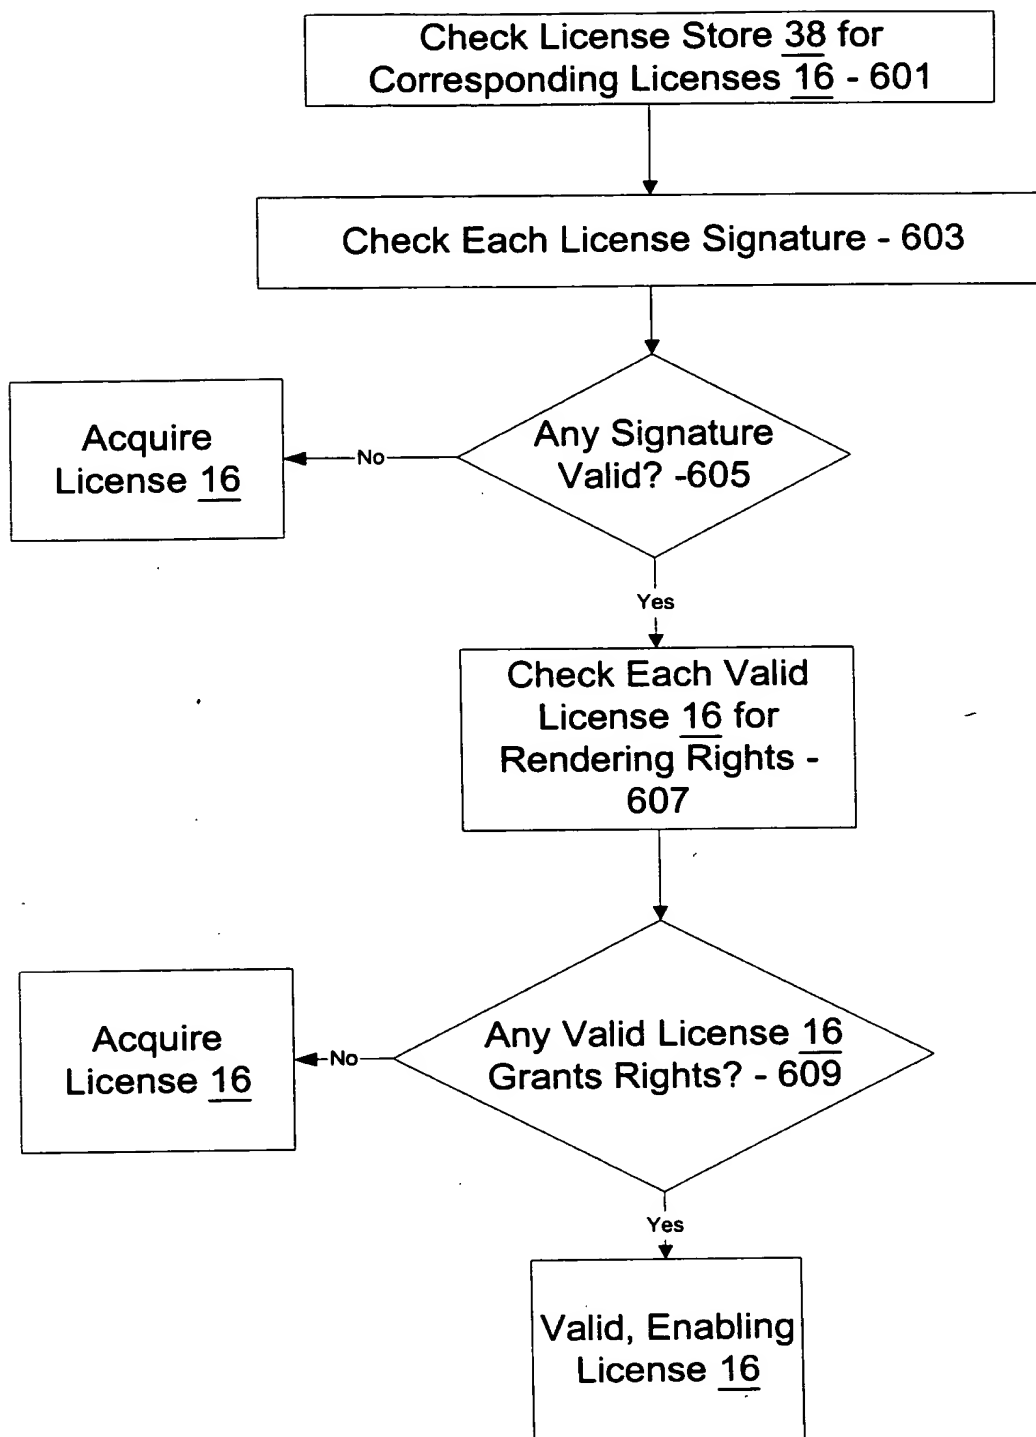 Check License Store 38 for
Corresponding Licenses 16 - 601
Check Each License Signature - 603
Any Signature
Valid? -605
No
Acquire
License 16
Yes
Check Each Valid
License 16 for
Rendering Rights -
607
Any Valid License 16
Grants Rights? - 609
No
Acquire
License 16
Yes
Valid, Enabling
License 16